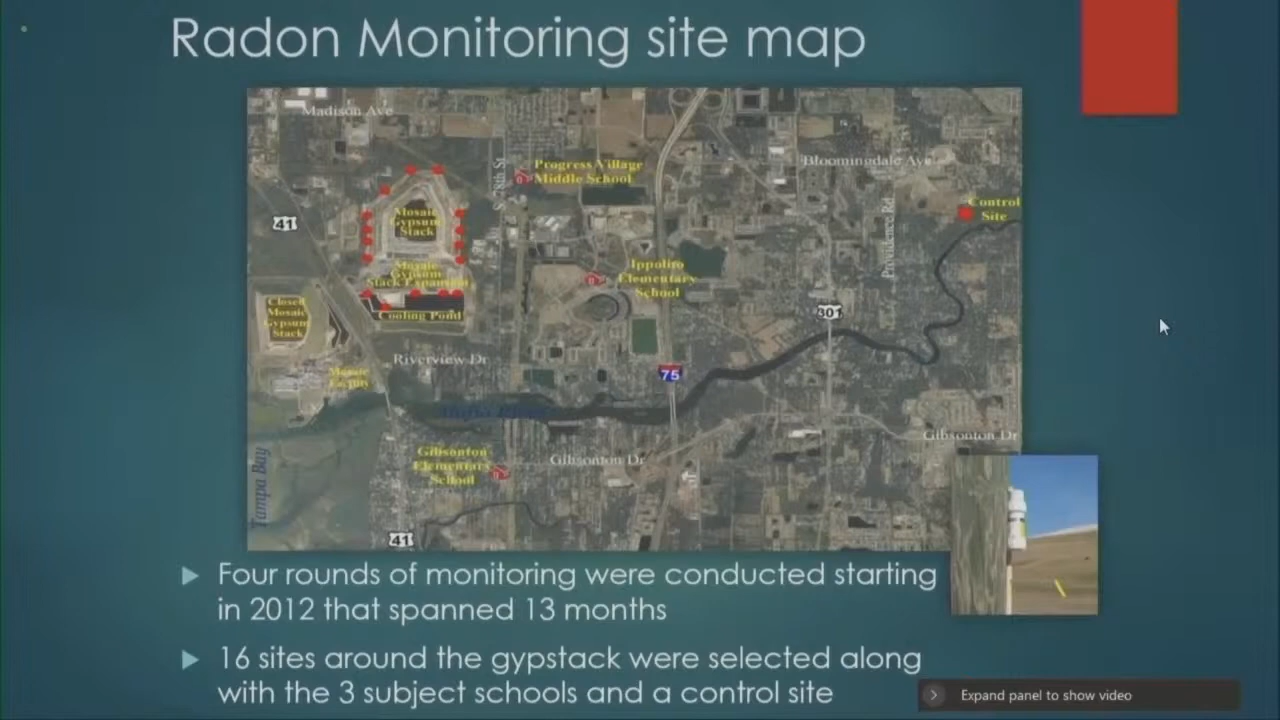 Radon Monitoring site map
Madison Ave
S. 78th St
Progress Village
Middle School
Bloomingdale Ave
Providence Rd
Control
Site
41
Mosaic
Gypsum
Stack
Mosaic
Gypsum
Stack Expansion
Cooling Pond
Ippolito
Elementary
School
Closed
Mosaic
Gypsum
Stack
301
Riverview Dr
75
Mosaic
Facility
Alafia River
Gibsonton Dr
Gibsonton
Elementary
School
Gibsonton Dr
Tampa Bay
41
Four rounds of monitoring were conducted starting
in 2012 that spanned 13 months
16 sites around the gypstack were selected along
with the 3 subject schools and a control site
Expand panel to show video